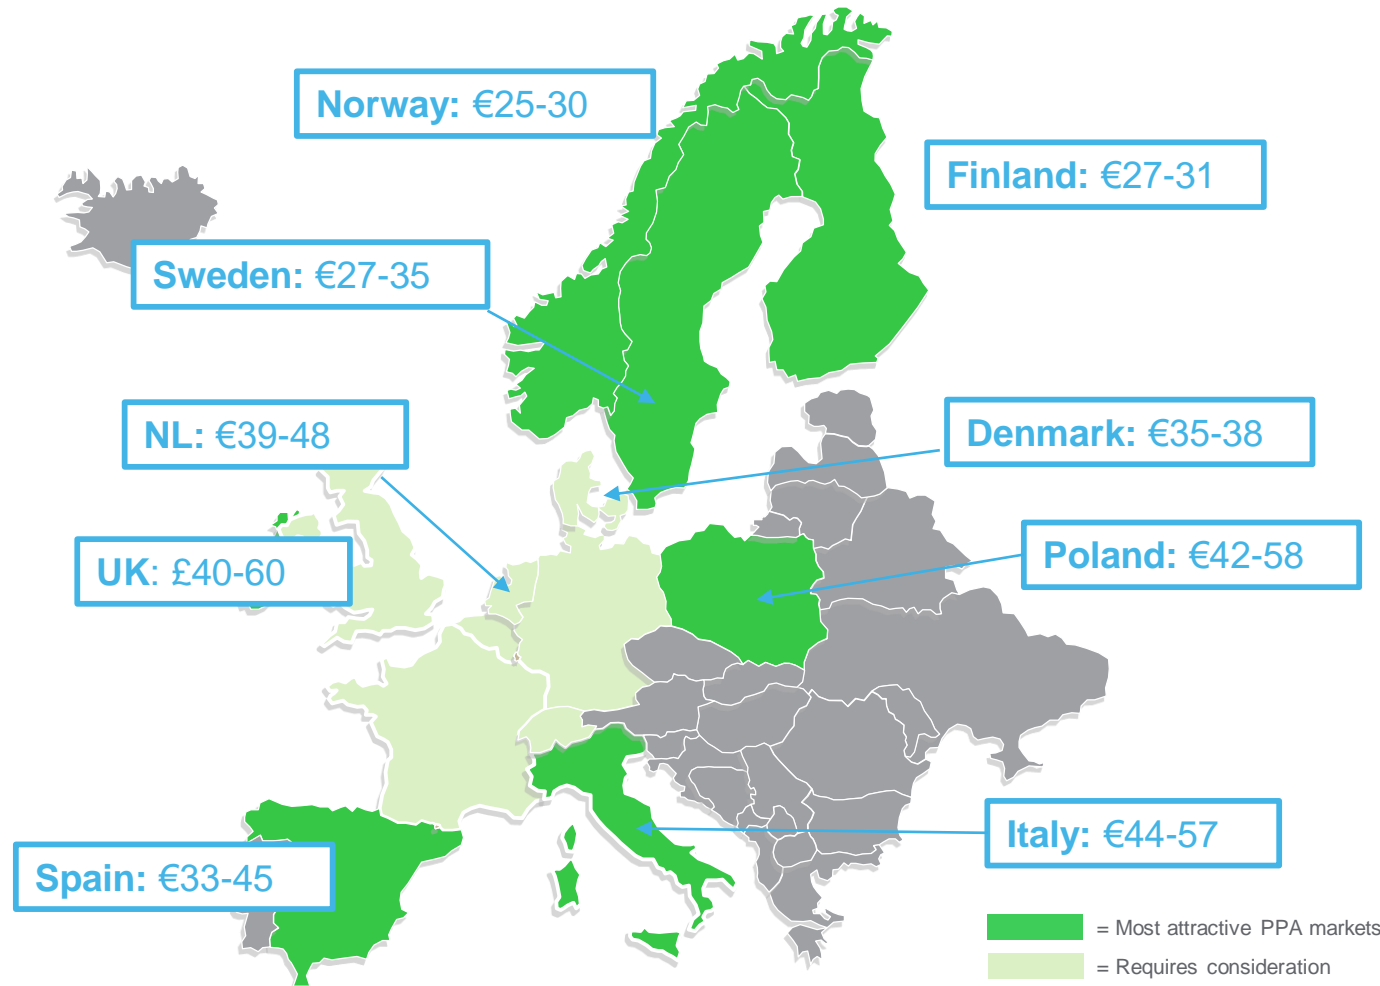 Norway: €25-30
Finland: €27-31
Sweden: €27-35
NL: €39-48
Denmark: €35-38
UK: £40-60
Poland: €42-58
Italy: €44-57
Spain: €33-45
= Most attractive PPA markets
= Requires consideration